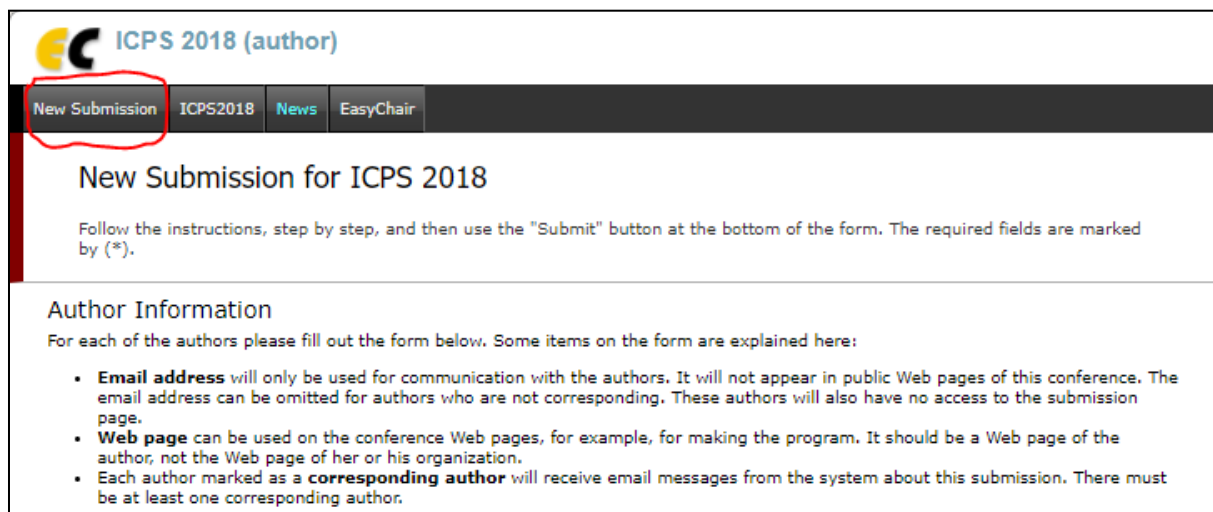 EC ICPS 2018 (author)
New Submission ICPS2018 News EasyChair
New Submission for ICPS 2018
Follow the instructions, step by step, and then use the "Submit" button at the bottom of the form. The required fields are marked
by (*).
Author Information
For each of the authors please fill out the form below. Some items on the form are explained here:
• Email address will only be used for communication with the authors. It will not appear in public Web pages of this conference. The
email address can be omitted for authors who are not corresponding. These authors will also have no access to the submission
page.
• Web page can be used on the conference Web pages, for example, for making the program. It should be a Web page of the
author, not the Web page of her or his organization.
• Each author marked as a corresponding author will receive email messages from the system about this submission. There must
be at least one corresponding author.